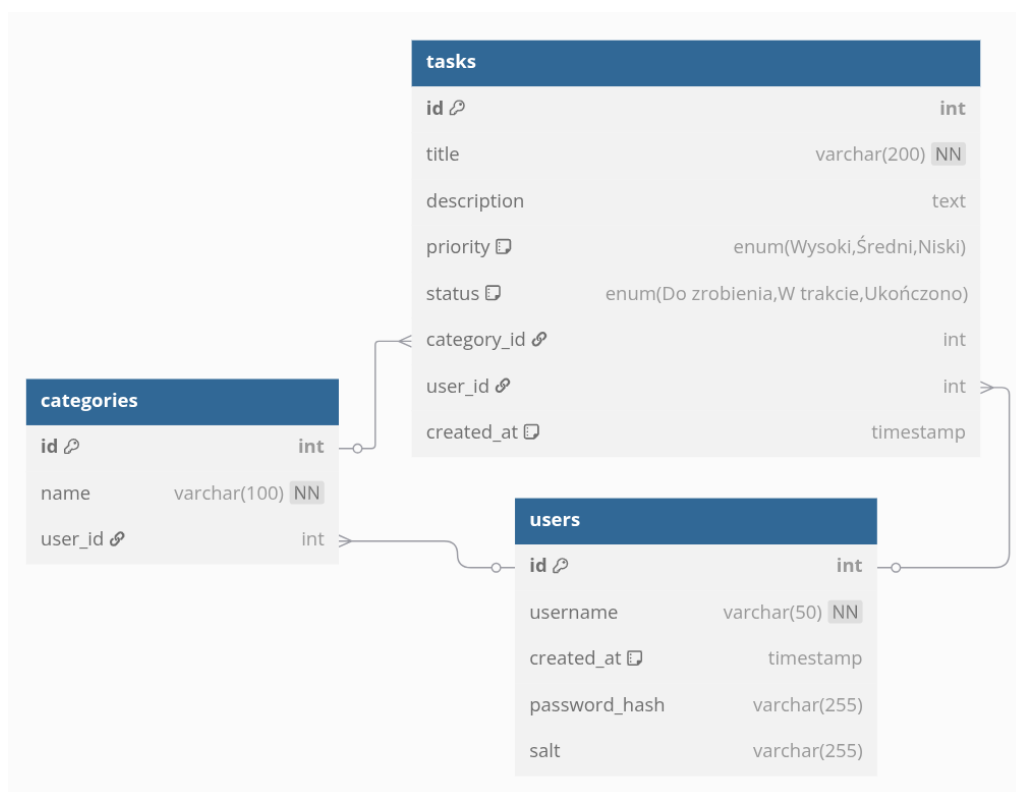 tasks
id int
title varchar(200) NN
description text
priority enum(Wysoki,Średni,Niski)
status enum(Do zrobienia,W trakcie,Ukończono)
category_id int
user_id int
created_at timestamp
categories
id int
name varchar(100) NN
user_id int
users
id int
username varchar(50) NN
created_at timestamp
password_hash varchar(255)
salt varchar(255)